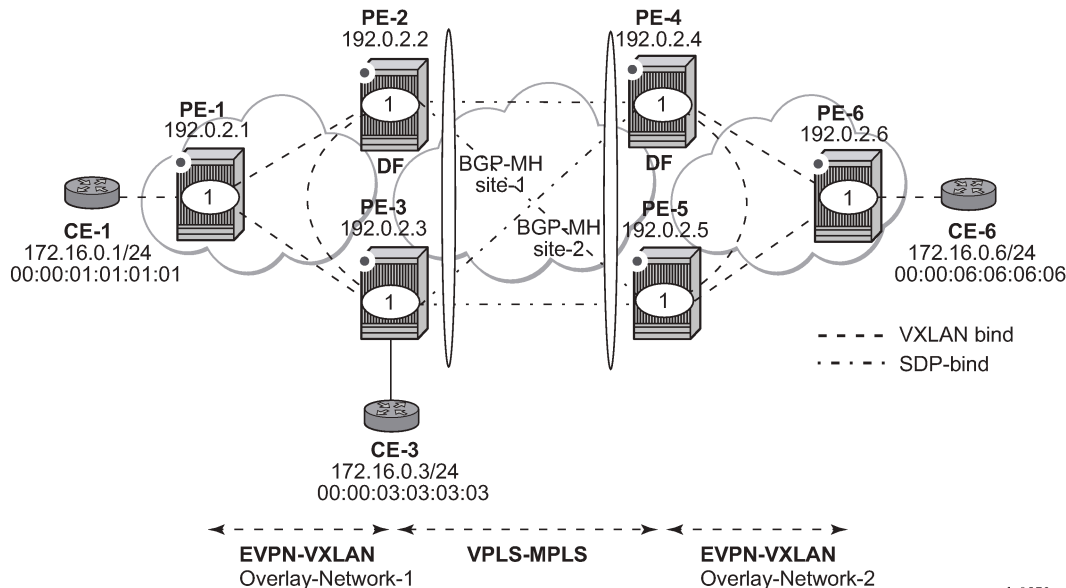 PE-2
192.0.2.2
PE-4
192.0.2.4
PE-1
192.0.2.1
PE-6
192.0.2.6
1
1
DF
DF
BGP-MH
site-1
1
1
CE-1
172.16.0.1/24
00:00:01:01:01:01
PE-3
192.0.2.3
BGP-MH
site-2
PE-5
192.0.2.5
CE-6
172.16.0.6/24
00:00:06:06:06:06
1
1
VXLAN bind
SDP-bind
CE-3
172.16.0.3/24
00:00:03:03:03:03
EVPN-VXLAN
Overlay-Network-1
VPLS-MPLS
EVPN-VXLAN
Overlay-Network-2